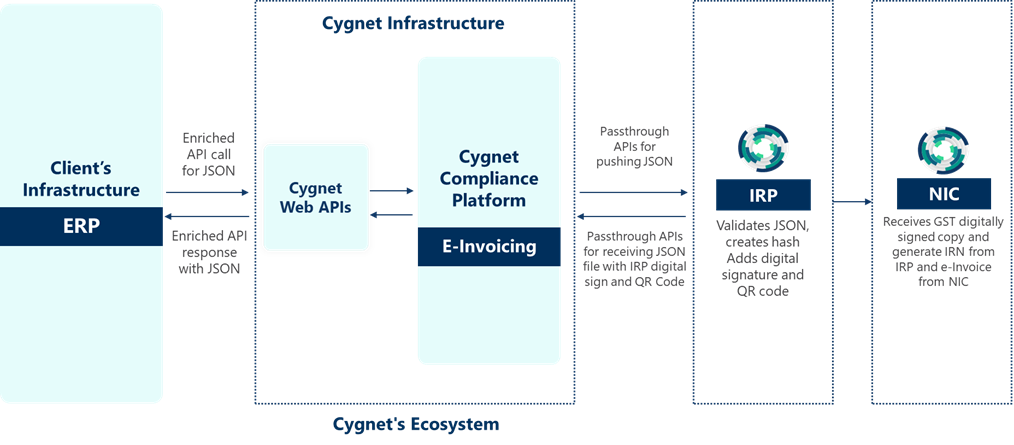 Cygnet Infrastructure
Client's
Infrastructure
ERP
Enriched
API call
for JSON
Enriched API
response
with JSON
Cygnet
Web APIs
Cygnet
Compliance
Platform
E-Invoicing
Passthrough
APIs for
pushing JSON
Passthrough APIs
for receiving JSON
file with IRP digital
sign and QR Code
IRP
Validates JSON,
creates hash
Adds digital
signature and
QR code
NIC
Receives GST digitally
signed copy and
generate IRN from
IRP and e-Invoice
from NIC
Cygnet's Ecosystem